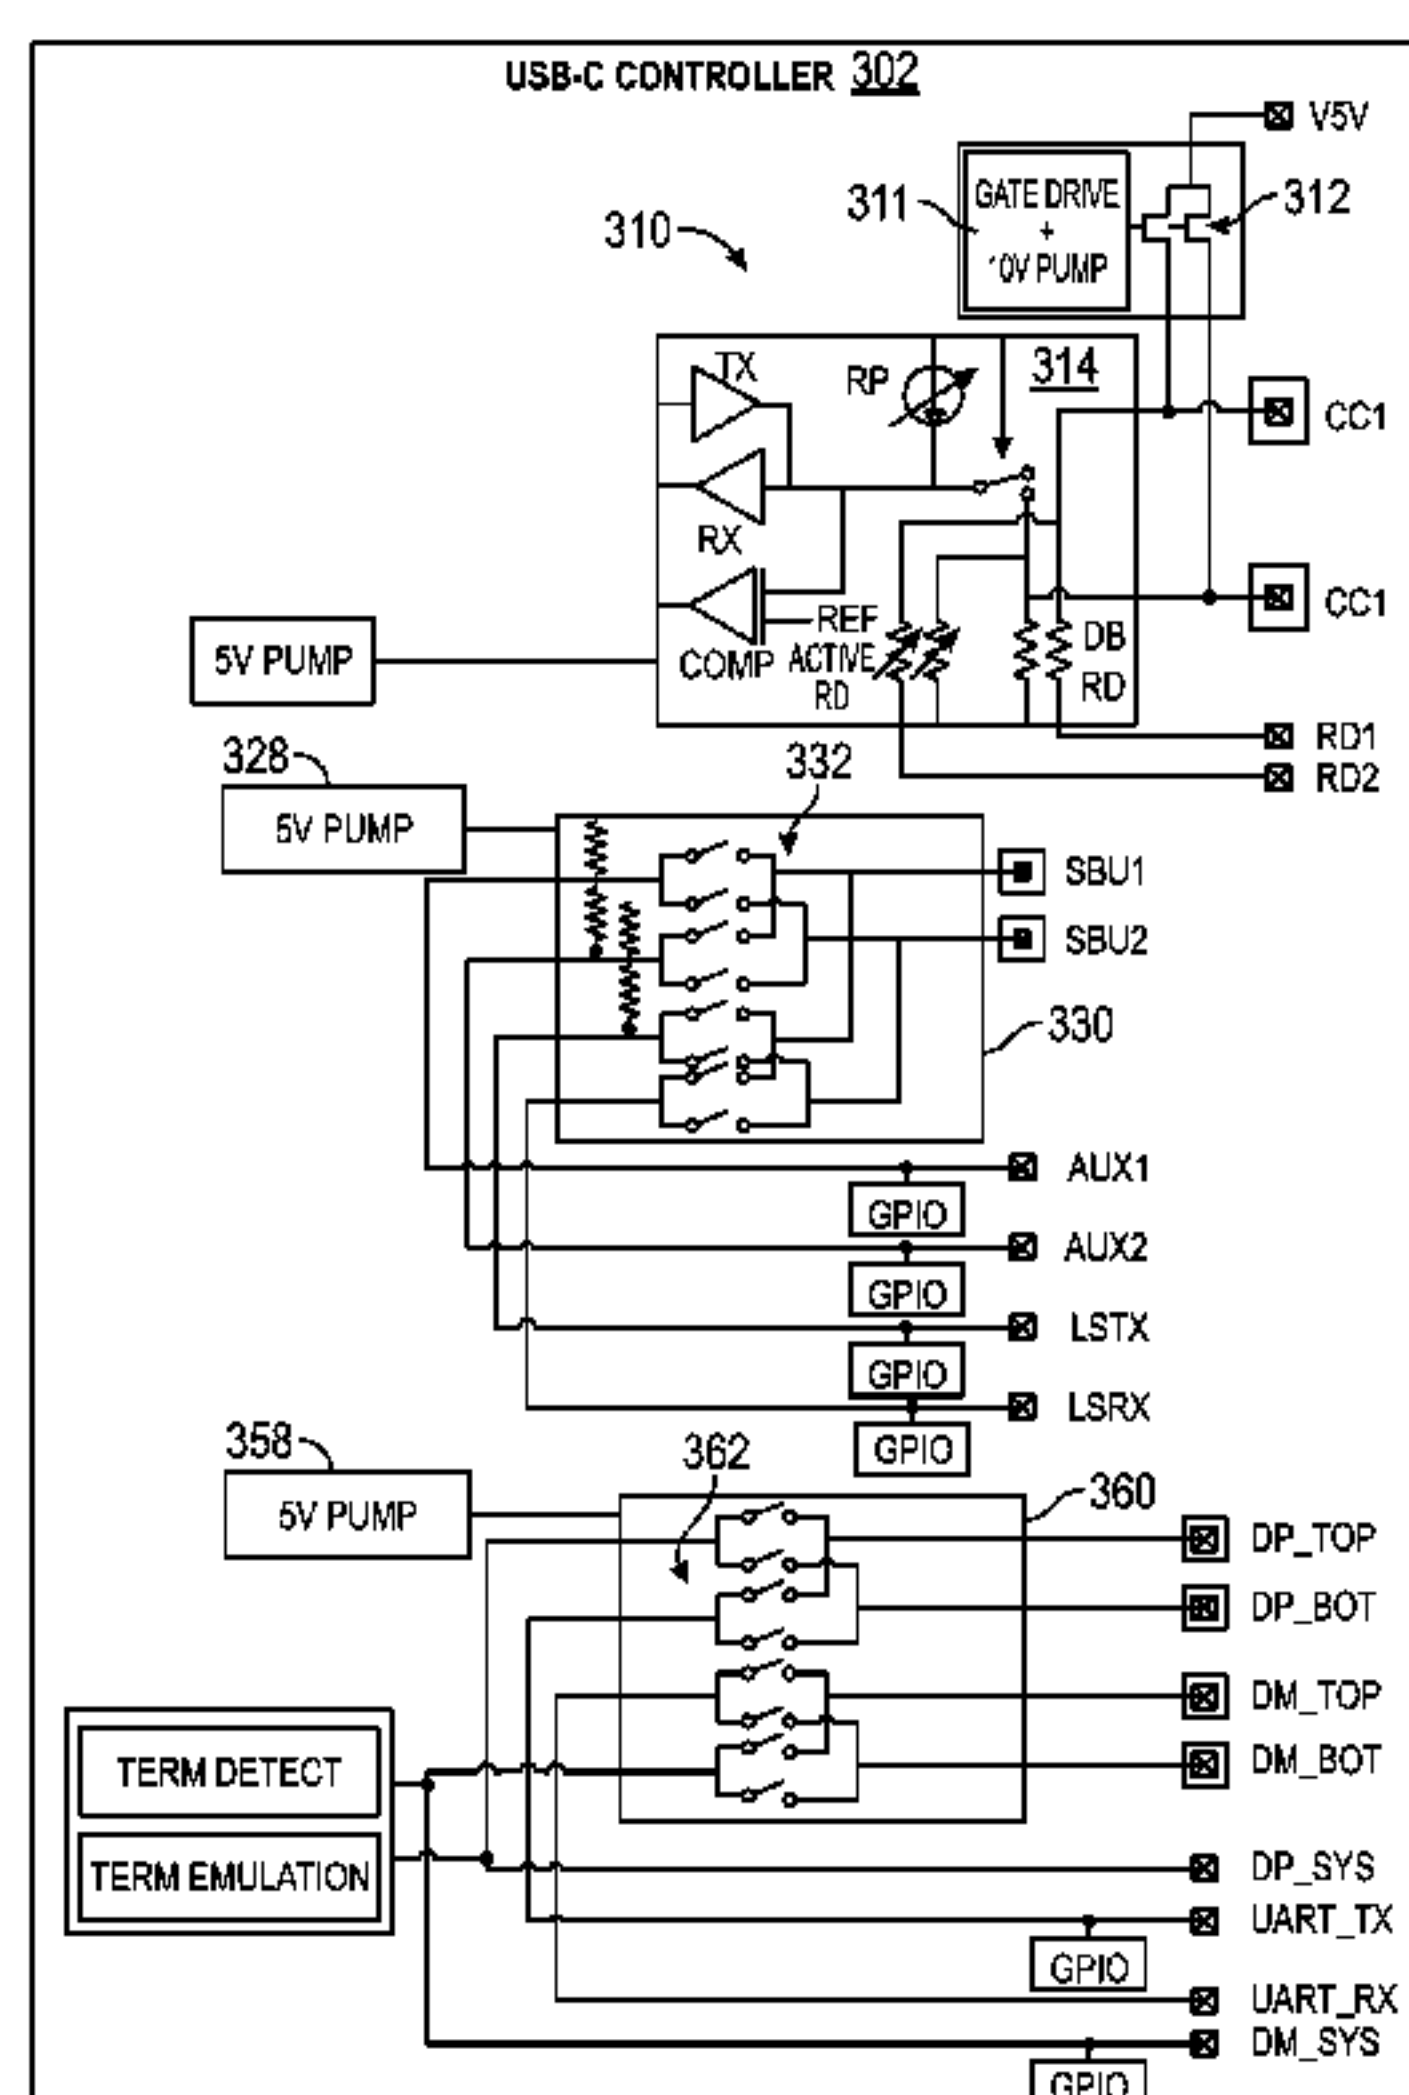 USB-C CONTROLLER 302
V5V
311
GATE DRIVE
+
10V PUMP
312
310
314
TX
RP
CC1
RX
REF
COMP
ACTIVE
RD
DB
RD
CC1
5V PUMP
RD1
RD2
328
5V PUMP
332
SBU1
SBU2
330
AUX1
GPIO
AUX2
GPIO
LSTX
GPIO
LSRX
GPIO
358
5V PUMP
362
360
DP_TOP
DP_BOT
DM_TOP
DM_BOT
TERM DETECT
TERM EMULATION
DP_SYS
UART_TX
GPIO
UART_RX
DM_SYS
GPIO